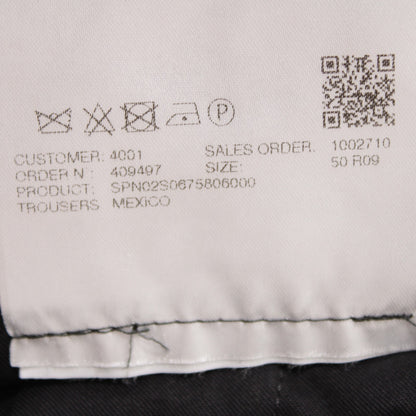 P
CUSTOMER: 4001 SALES ORDER: 1002710
ORDER N : 409497 SIZE: 50 R09
PRODUCT: SPN02S0675806000
TROUSERS MEXICO